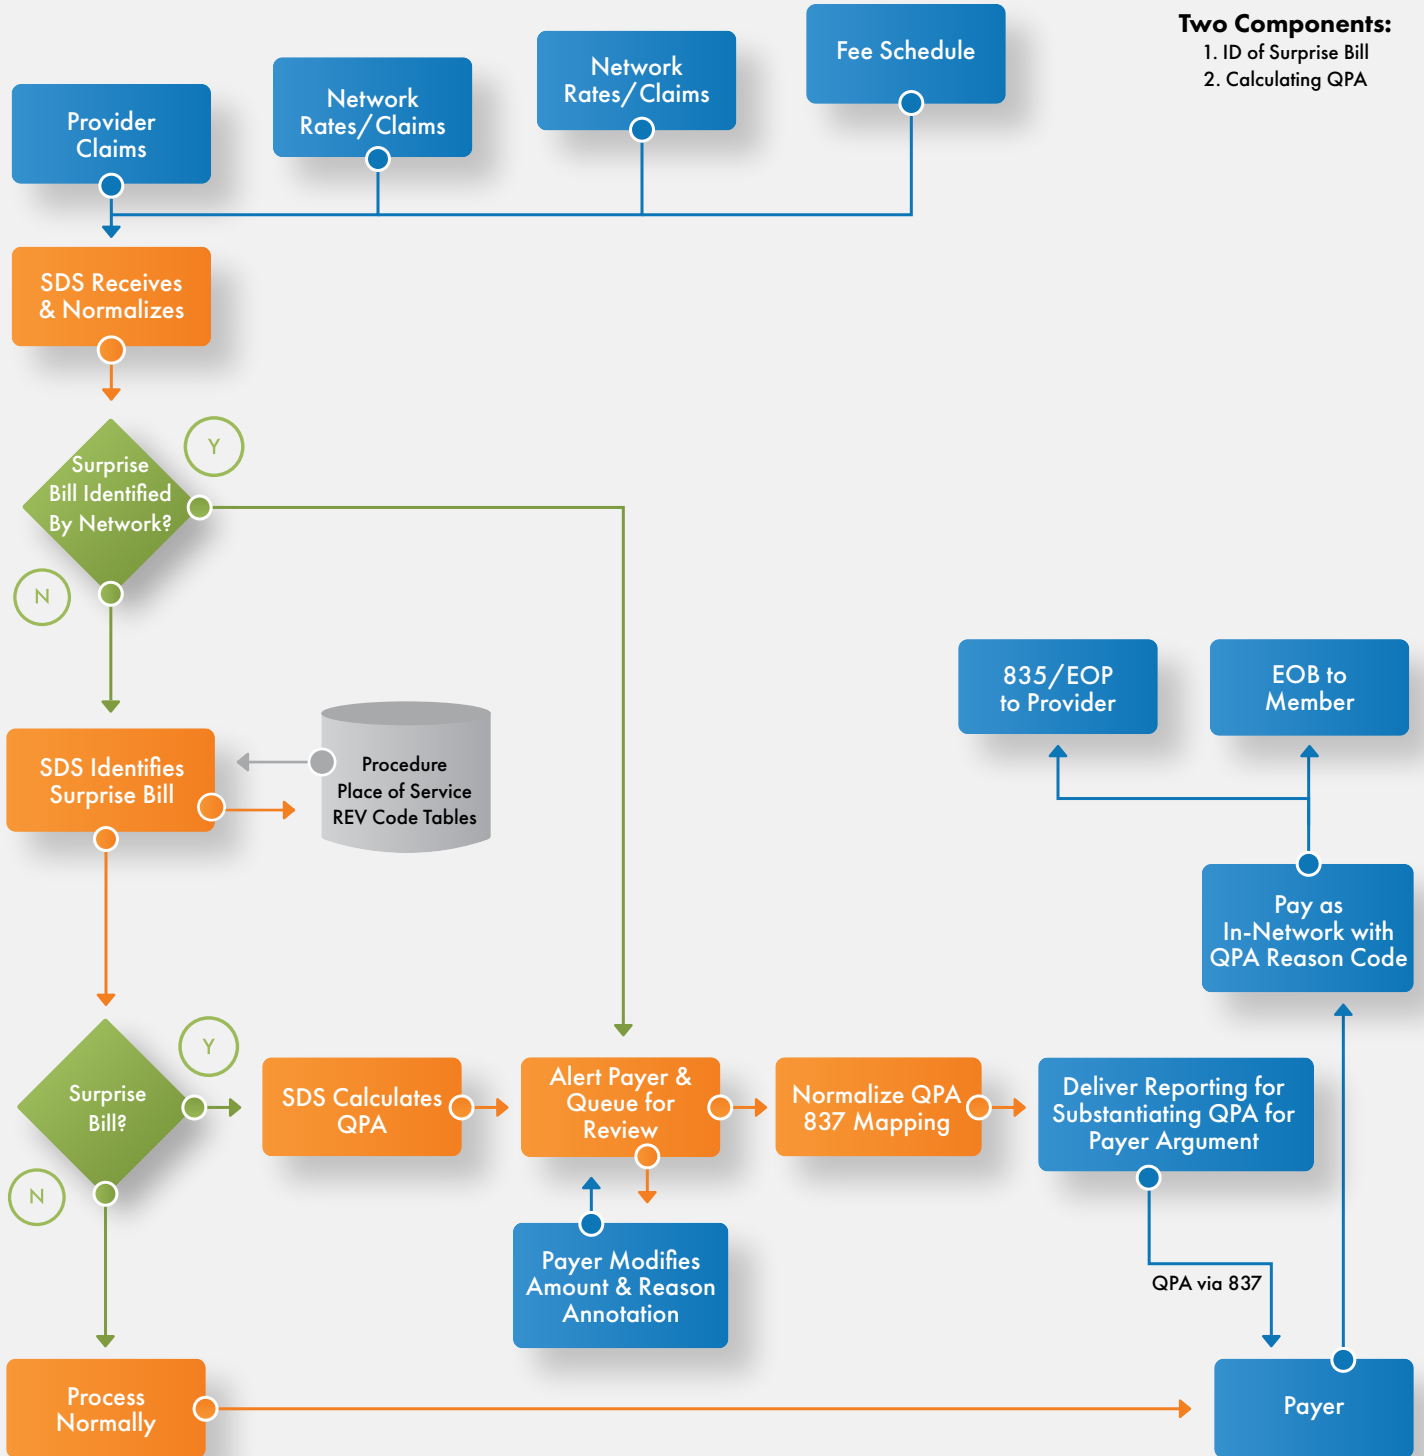 Two Components:
1. ID of Surprise Bill
2. Calculating QPA
Fee Schedule
Network
Rates/Claims
Network
Rates/Claims
Provider
Claims
SDS Receives
& Normalizes
Y
Surprise
Bill Identified
By Network?
N
835/EOP
to Provider
EOB to
Member
SDS Identifies
Surprise Bill
Procedure
Place of Service
REV Code Tables
Pay as
In-Network with
QPA Reason Code
Y
Surprise
Bill?
N
SDS Calculates
QPA
Alert Payer &
Queue for
Review
Normalize QPA
837 Mapping
Deliver Reporting for
Substantiating QPA for
Payer Argument
Payer Modifies
Amount & Reason
Annotation
QPA via 837
Process
Normally
Payer